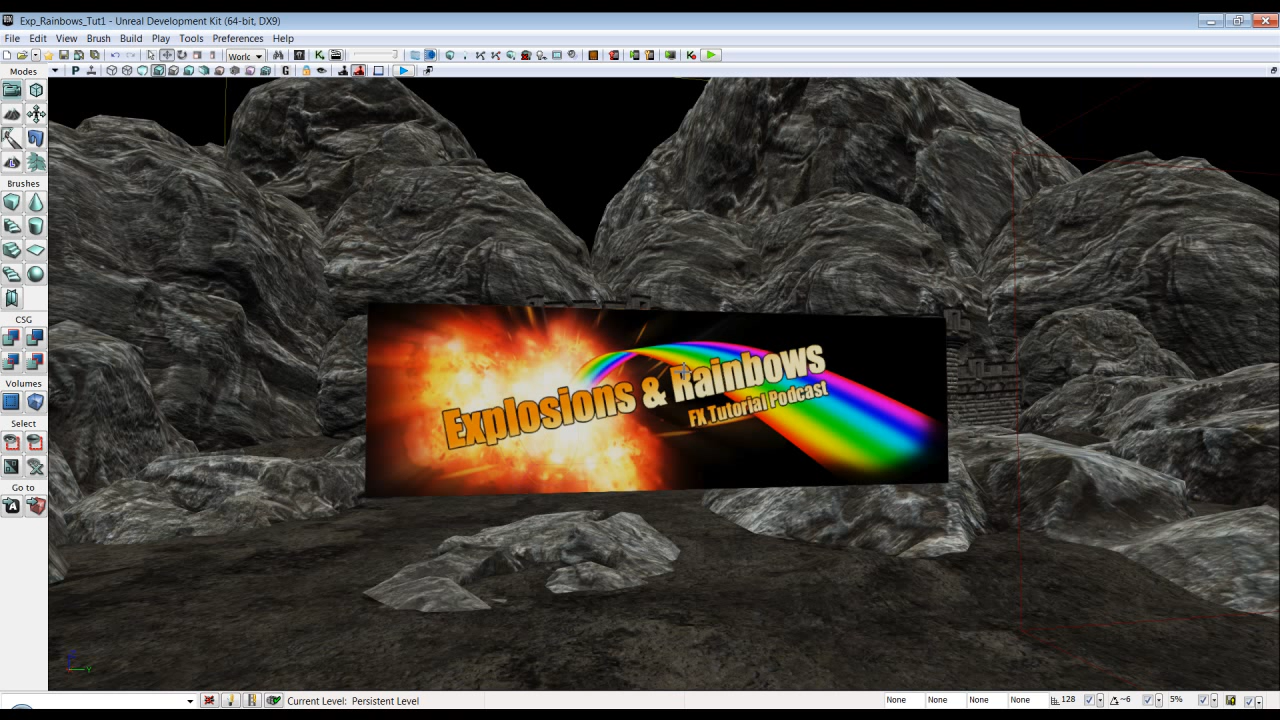 Exp_Rainbows_Tut1 - Unreal Development Kit (64-bit, DX9)
File Edit View Brush Build Play Tools Preferences Help
Worlc
Modes
P
G
Brushes
CSG
Volumes
Select
Go to
Explosions & Rainbows
FX Tutorial Podcast
Y
Current Level: Persistent Level
None None None None 128 ~6 5%